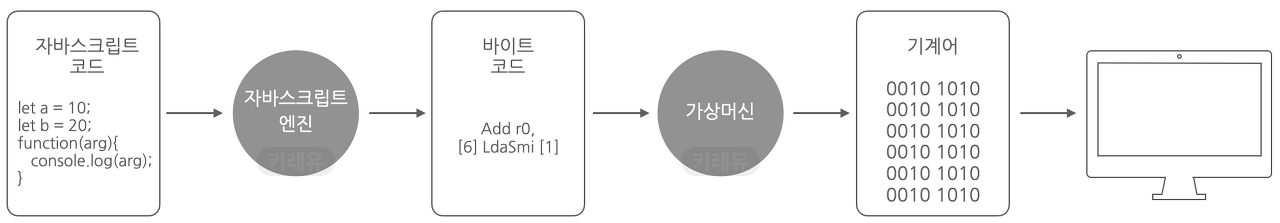 자바스크립트
코드
let a = 10;
let b = 20;
function(arg){
console.log(arg);
}
자바스크립트
엔진
카레유
바이트
코드
Add r0,
[6] LdaSmi [1]
가상머신
카레유
기계어
0010 1010
0010 1010
0010 1010
0010 1010
0010 1010
0010 1010